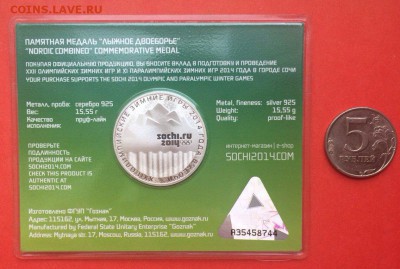 COINS.LAVE.RU
ПАМЯТНАЯ МЕДАЛЬ "ЛЫЖНОЕ ДВОЕБОРЬЕ"
"NORDIC COMBINED" COMMEMORATIVE MEDAL
ПОКУПАЯ ОФИЦИАЛЬНУЮ ПРОДУКЦИЮ, ВЫ ВНОСИТЕ ВКЛАД В ПОДГОТОВКУ И ПРОВЕДЕНИЕ
XXII ОЛИМПИЙСКИХ ЗИМНИХ ИГР И XI ПАРАЛИМПИЙСКИХ ЗИМНИХ ИГР 2014 ГОДА В ГОРОДЕ СОЧИ
YOUR PURCHASE SUPPORTS THE SOCHI 2014 OLYMPIC AND PARALYMPIC WINTER GAMES
Металл, проба: серебро 925
Вес: 15,55 г
Качество исполнения: пруф-лайк
Metal, fineness: silver 925
Weight: 15,55 g
Quality: proof-like
sochi.ru
2014
ПРОВЕРЬТЕ
ПОДЛИННОСТЬ
ПРОДУКЦИИ НА САЙТЕ
SOCHI2014.COM
CHECK THIS PRODUCT IS
AUTHENTIC AT
SOCHI2014.COM
интернет-магазин | e-shop
SOCHI2014.COM
Изготовлено ФГУП "Гознак"
Адрес: 115162, ул. Мытная, 17, Москва, Россия. www.goznak.ru
Manufactured by Federal State Unitary Enterprise "Goznak"
Address: Mytnaya str. 17, Moscow, Russia, 115162. www.goznak.ru
R35458744
5
РУБЛЕЙ